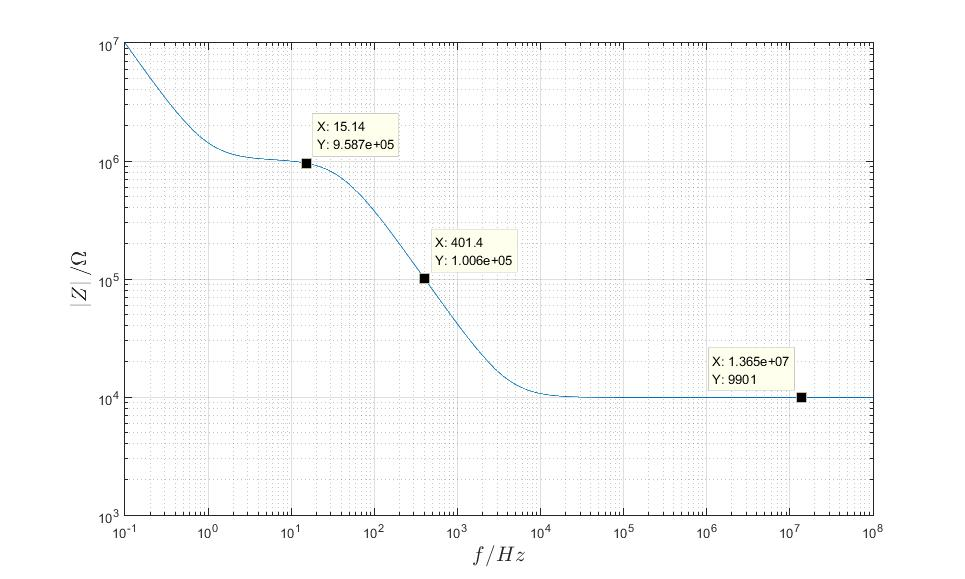 10^7
X: 15.14
Y: 9.587e+05
10^6
X: 401.4
Y: 1.006e+05
|Z| /Ω
10^5
X: 1.365e+07
Y: 9901
10^4
10^3
10^-1 10^0 10^1 10^2 10^3 10^4 10^5 10^6 10^7 10^8
f/Hz